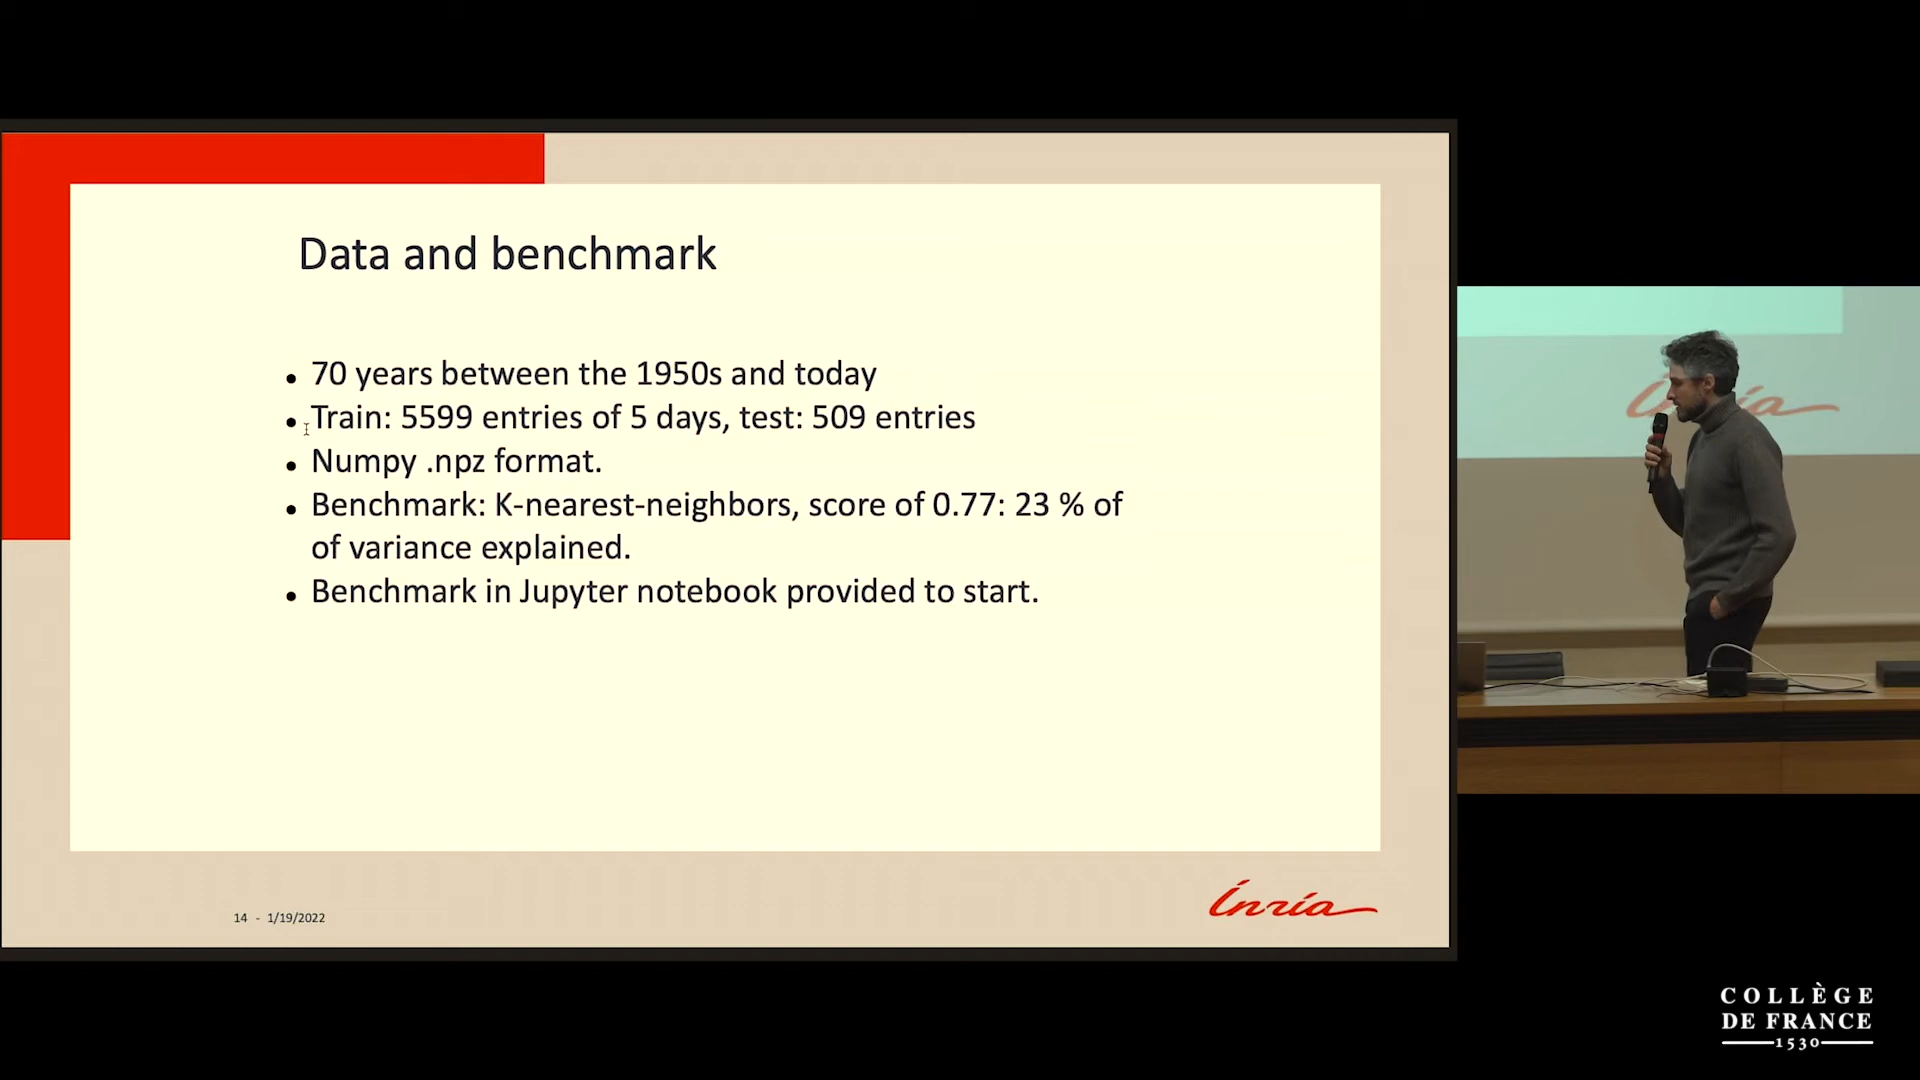 Data and benchmark
70 years between the 1950s and today
Train: 5599 entries of 5 days, test: 509 entries
Numpy .npz format.
Benchmark: K-nearest-neighbors, score of 0.77: 23 % of
of variance explained.
Benchmark in Jupyter notebook provided to start.
14 - 1/19/2022
Inria
Inria
COLLÈGE
DE FRANCE
1530